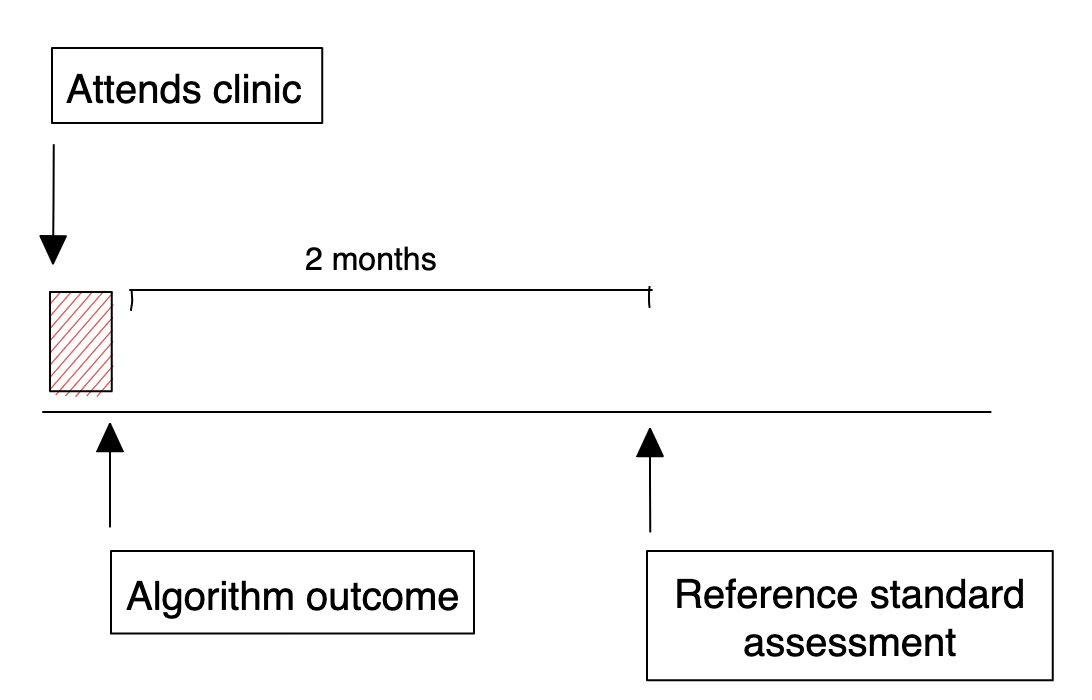 Attends clinic
2 months
Algorithm outcome
Reference standard
assessment